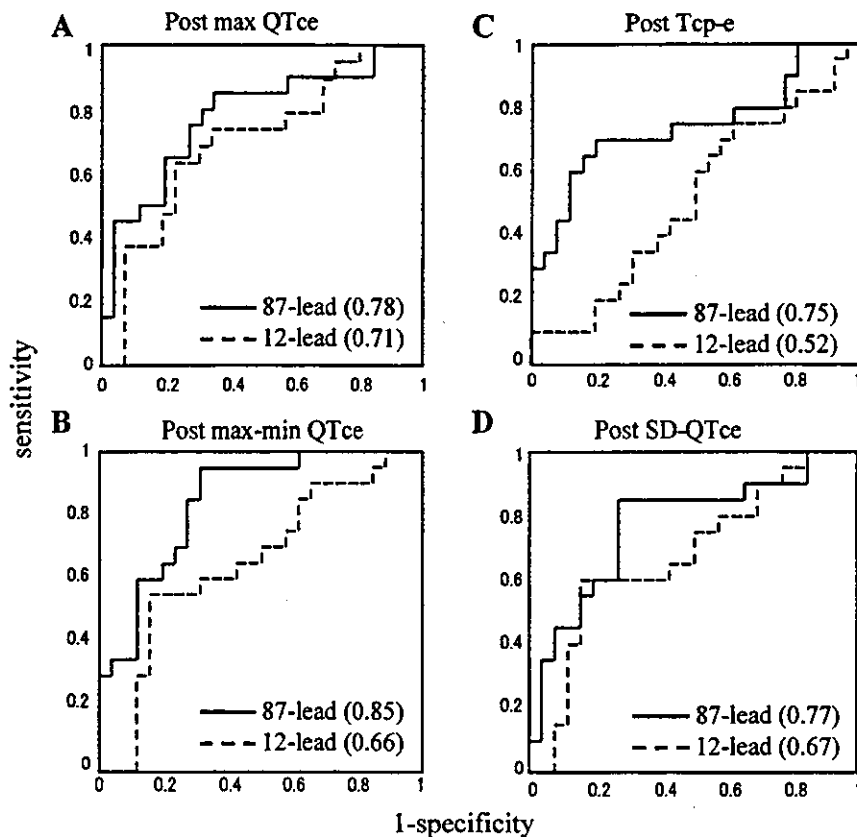 A Post max QTce
1
0.8
0.6
0.4
0.2
0
0.2 0.4 0.6 0.8 1
87-lead (0.78)
12-lead (0.71)
C Post Tcp-e
1
0.8
0.6
0.4
0.2
0
0 0.2 0.4 0.6 0.8 1
87-lead (0.75)
12-lead (0.52)
sensitivity
B Post max-min QTce
1
0.8
0.6
0.4
0.2
0
0 0.2 0.4 0.6 0.8 1
87-lead (0.85)
12-lead (0.66)
D Post SD-QTce
1
0.8
0.6
0.4
0.2
0
0 0.2 0.4 0.6 0.8 1
87-lead (0.77)
12-lead (0.67)
1-specificity